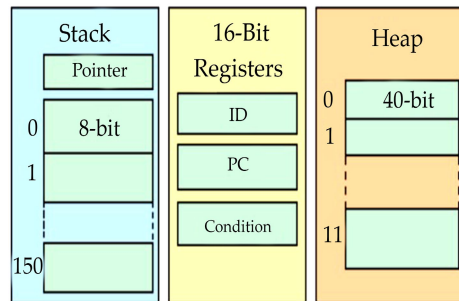 Stack
Pointer
0
8-bit
1
150
16-Bit
Registers
ID
PC
Condition
Heap
0
40-bit
1
11